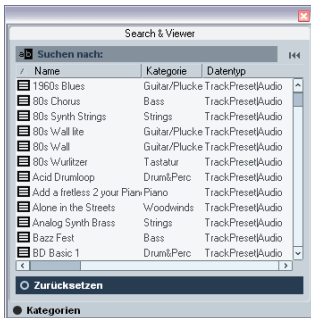 Search & Viewer
Suchen nach:
/ Name Kategorie Datentyp
1960s Blues Guitar/Plucke TrackPreset|Audio
80s Chorus Bass TrackPreset|Audio
80s Synth Strings Strings TrackPreset|Audio
80s Wall lite Guitar/Plucke TrackPreset|Audio
80s Wall Guitar/Plucke TrackPreset|Audio
80s Wurlitzer Tastatur TrackPreset|Audio
Acid Drumloop Drum&Perc TrackPreset|Audio
Add a fretless 2 your Pian Piano TrackPreset|Audio
Alone in the Streets Woodwinds TrackPreset|Audio
Analog Synth Brass Strings TrackPreset|Audio
Bazz Fest Bass TrackPreset|Audio
BD Basic 1 Drum&Perc TrackPreset|Audio
Zurücksetzen
Kategorien